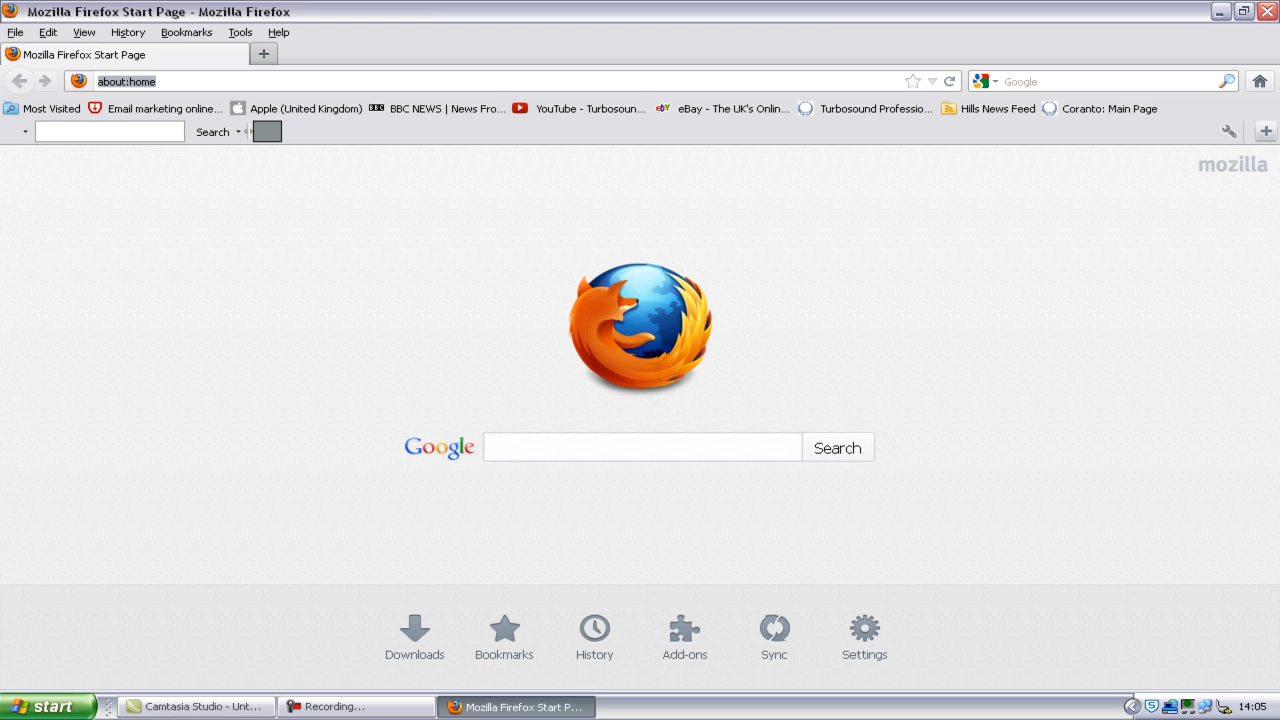 Mozilla Firefox Start Page - Mozilla Firefox
File Edit View History Bookmarks Tools Help
Mozilla Firefox Start Page
about:home
Google
Most Visited Email marketing online... Apple (United Kingdom) BBC NEWS | News Fro... YouTube - Turbosoun... eBay - The UK's Onlin... Turbosound Professio... Hills News Feed Coranto: Main Page
Search
mozilla
Google Search
Downloads Bookmarks History Add-ons Sync Settings
start Camtasia Studio - Unt... Recording... Mozilla Firefox Start P... 14:05